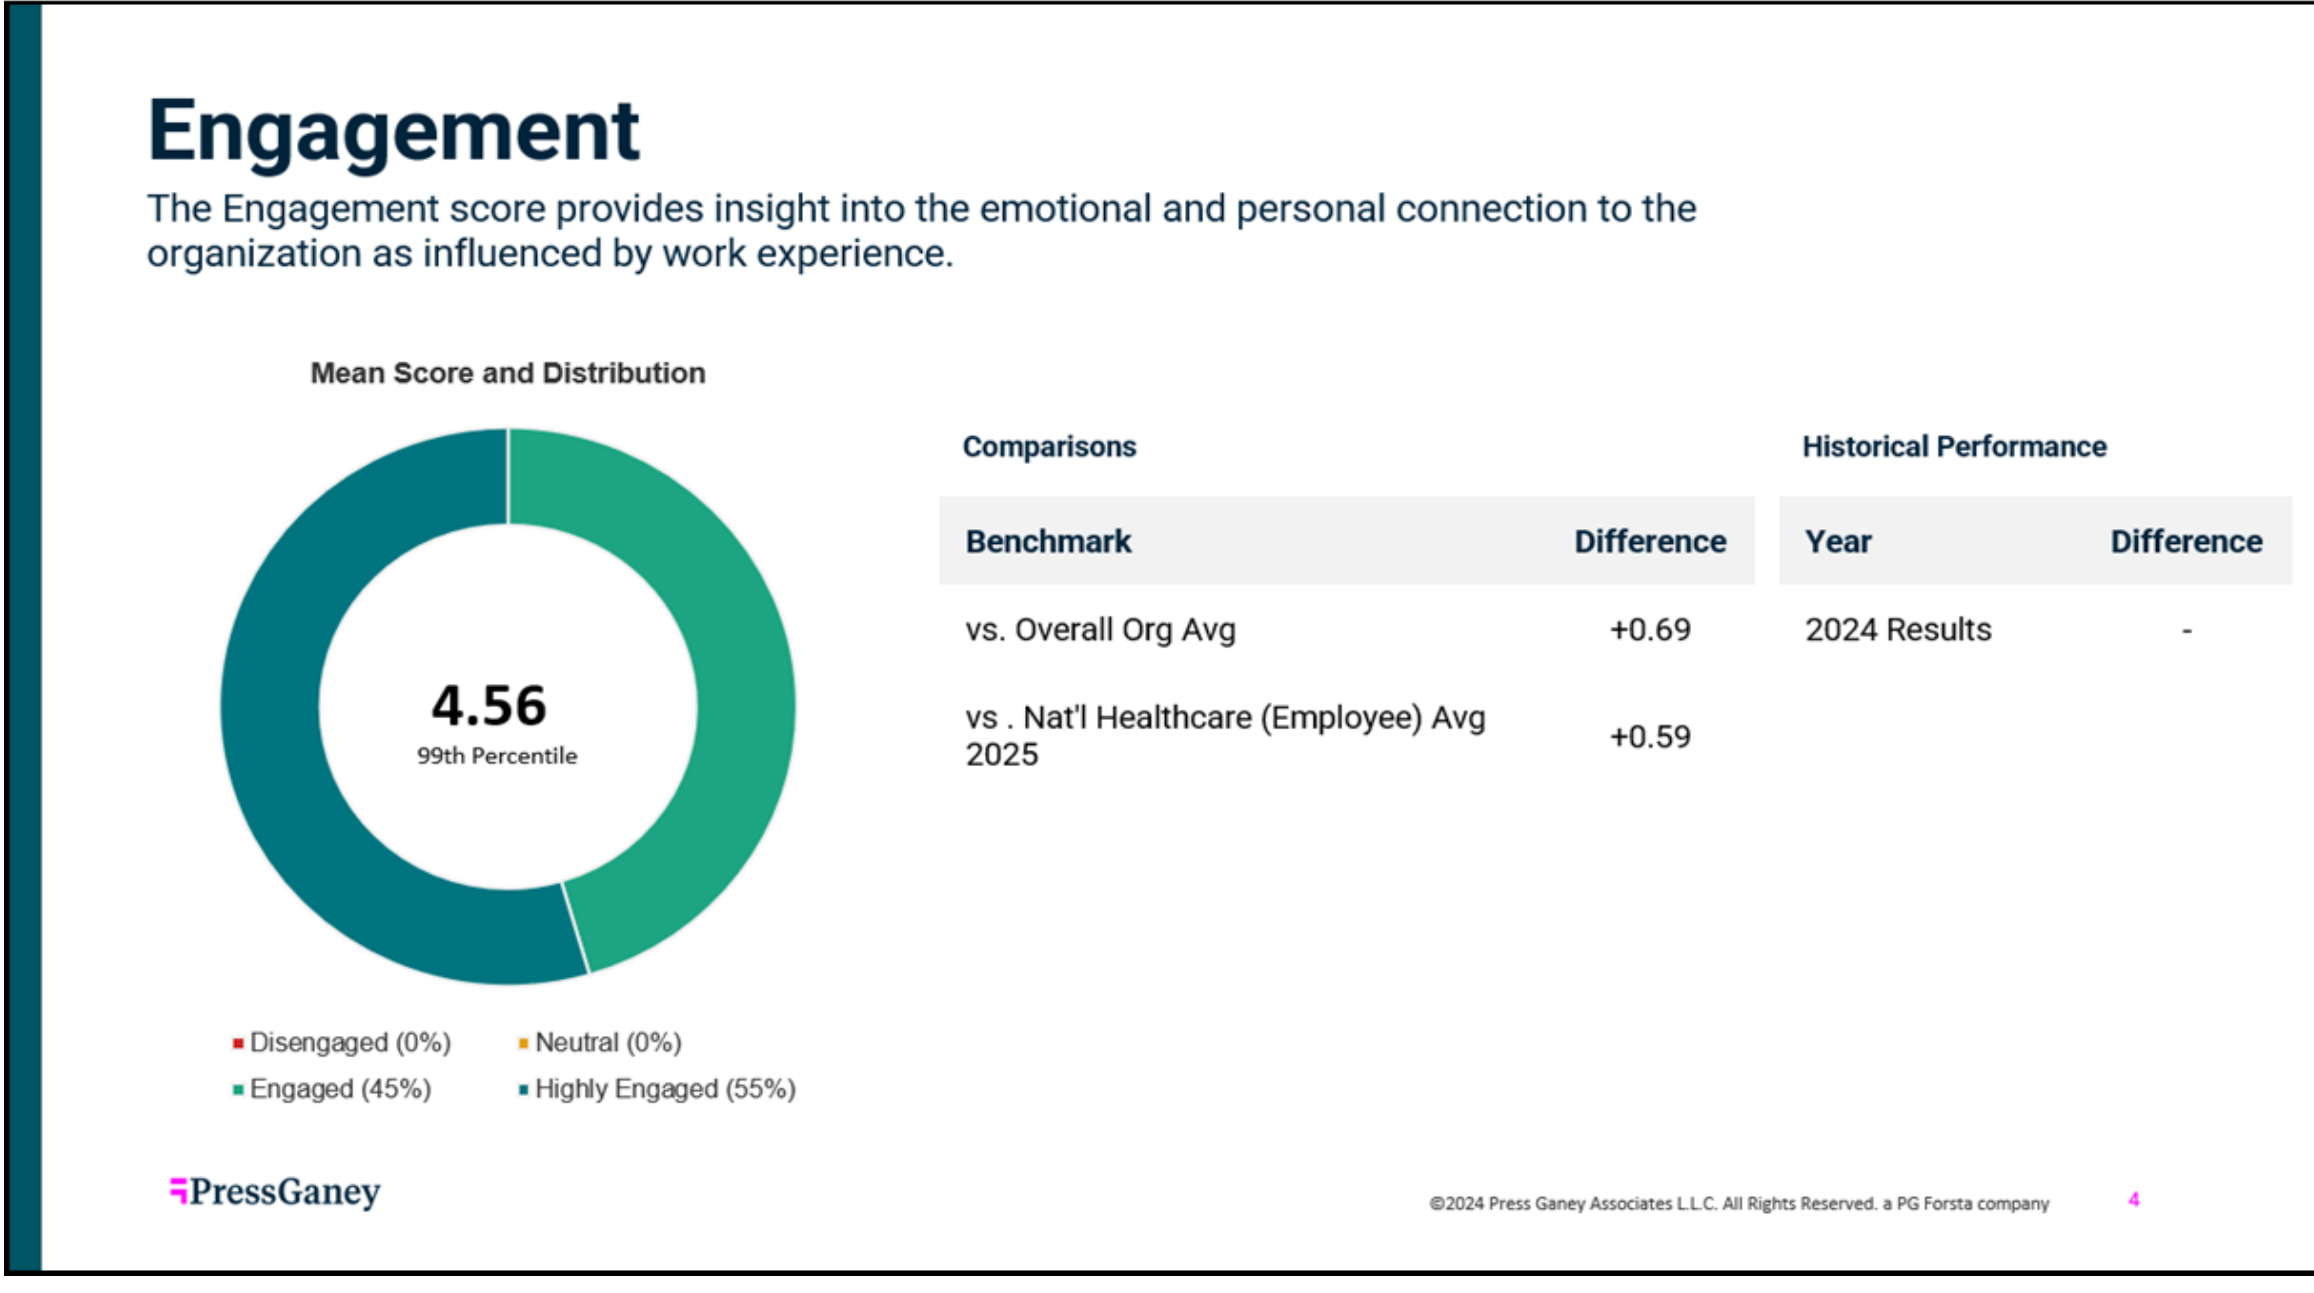 Engagement
The Engagement score provides insight into the emotional and personal connection to the
organization as influenced by work experience.
Mean Score and Distribution
4.56
99th Percentile
Disengaged (0%)
Neutral (0%)
Engaged (45%)
Highly Engaged (55%)
Comparisons
Benchmark Difference
vs. Overall Org Avg +0.69
vs . Nat'l Healthcare (Employee) Avg
2025 +0.59
Historical Performance
Year Difference
2024 Results -
PressGaney
©2024 Press Ganey Associates L.L.C. All Rights Reserved. a PG Forsta company
4